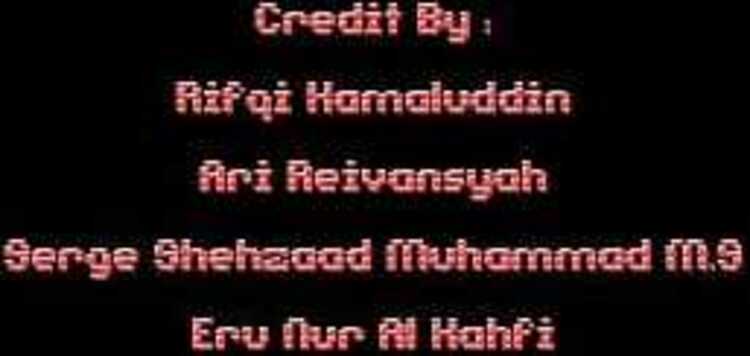 Credit By :
Rifqi Kamaluddin
Ari Reivansyah
Serge Shehzaad Muhammad M.S
Eru Nur Al Kahfi